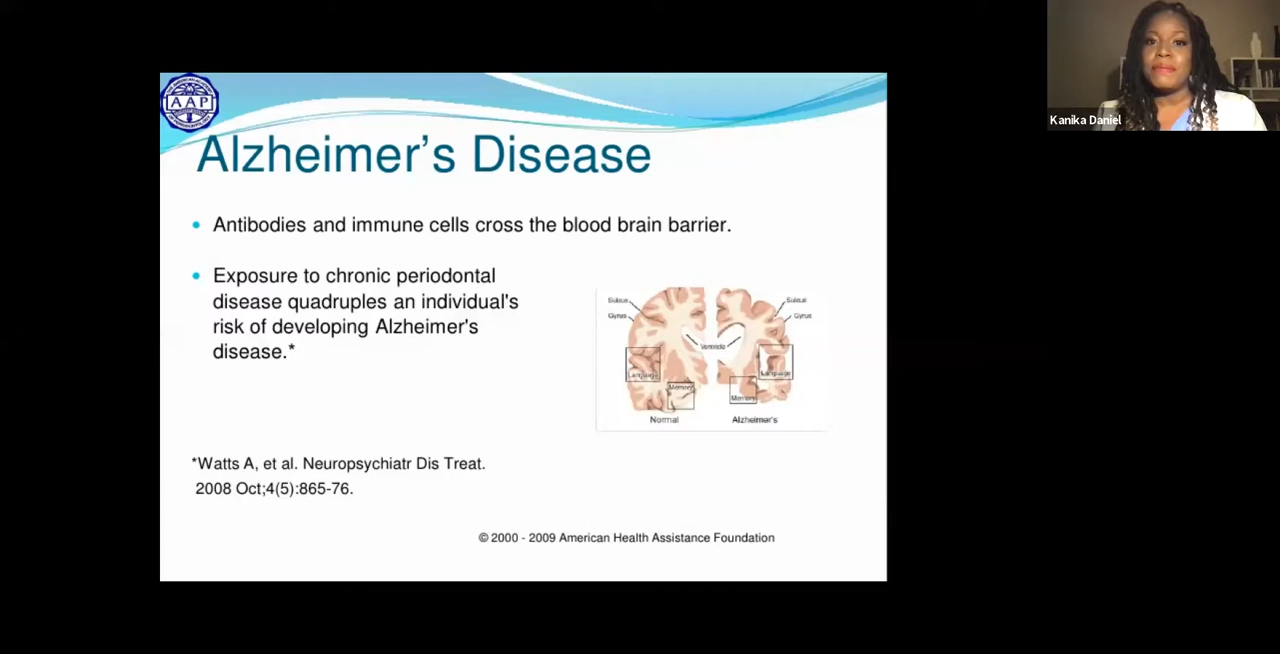 Kanika Daniel
AAP
Alzheimer's Disease
• Antibodies and immune cells cross the blood brain barrier.
• Exposure to chronic periodontal
disease quadruples an individual's
risk of developing Alzheimer's
disease.*
Sulcus
Gyrus
Sulcus
Gyrus
Ventricle
Language
Language
Memory
Memory
Normal
Alzheimer's
*Watts A, et al. Neuropsychiatr Dis Treat.
2008 Oct;4(5):865-76.
© 2000 - 2009 American Health Assistance Foundation